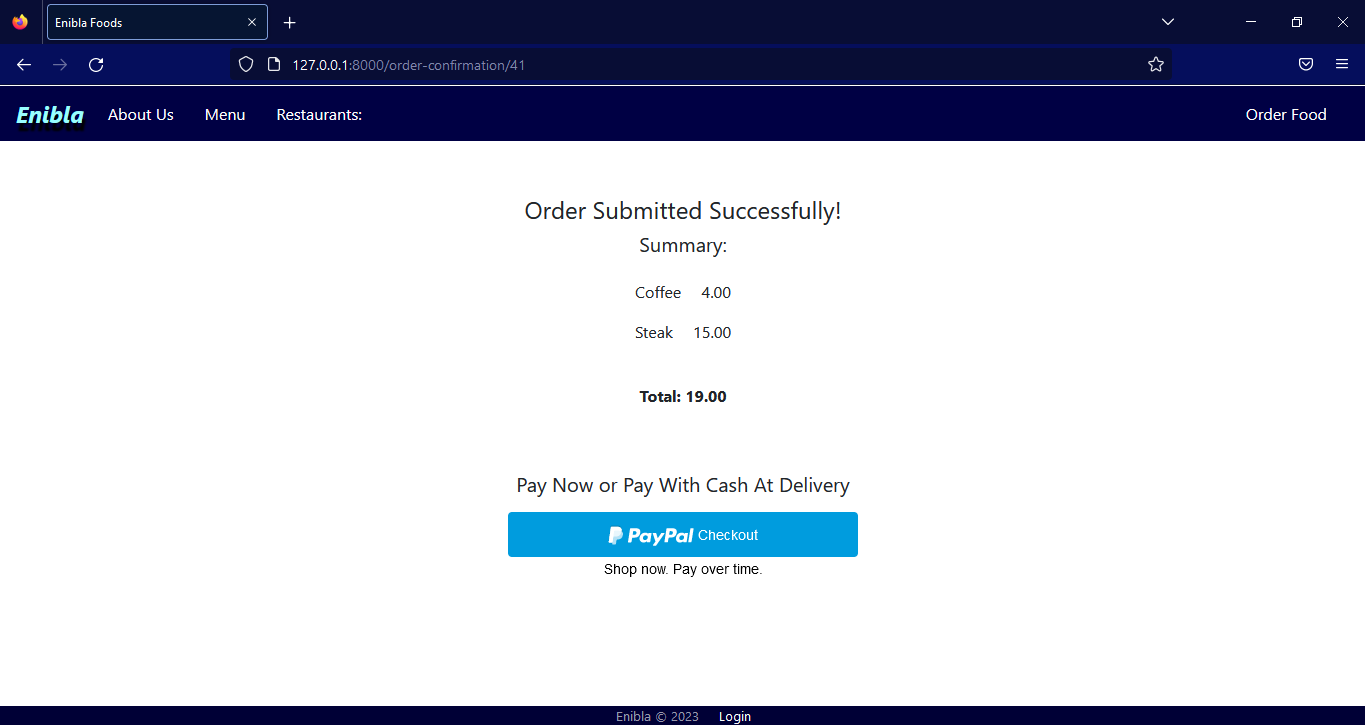 Enibla Foods
127.0.0.1:8000/order-confirmation/41
Enibla About Us Menu Restaurants: Order Food
Order Submitted Successfully!
Summary:
Coffee 4.00
Steak 15.00
Total: 19.00
Pay Now or Pay With Cash At Delivery
PayPal Checkout
Shop now. Pay over time.
Enibla © 2023 Login